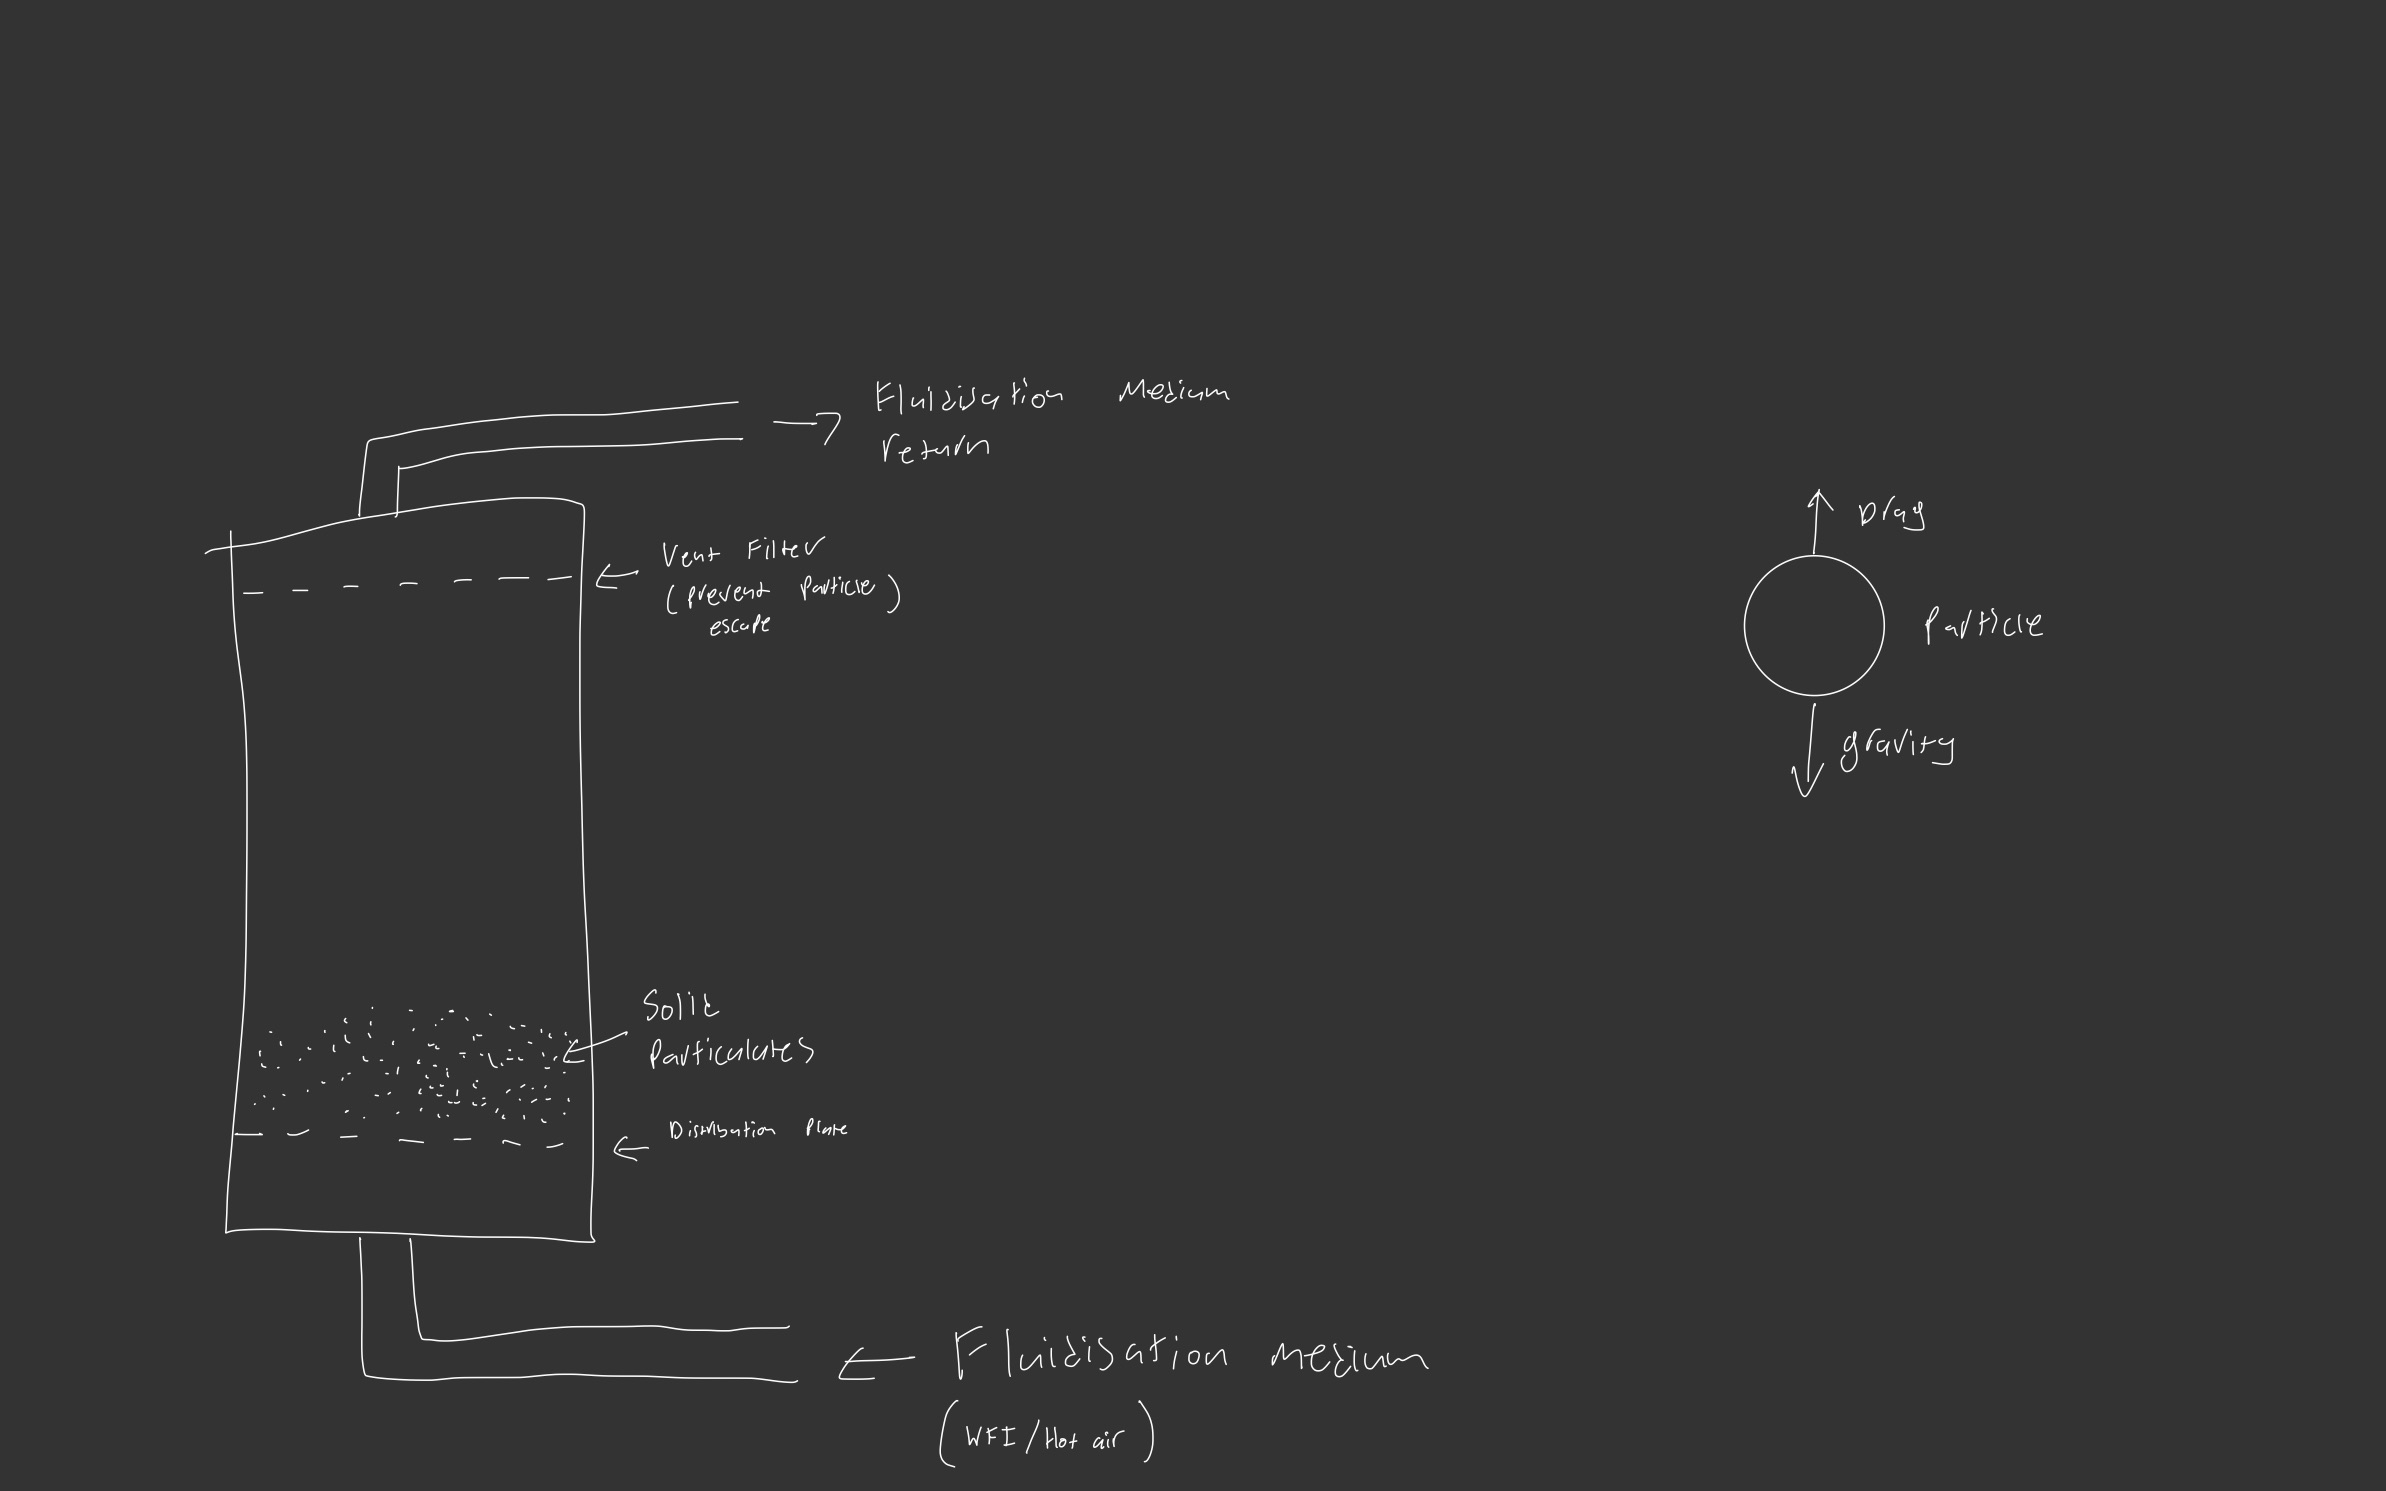 Fluidisation Medium
return
Vent Filter
(prevent particle)
escape
Drag
Particle
gravity
Solid
Particulates
Distribution Plate
Fluidisation medium
(WFI/Hot air)